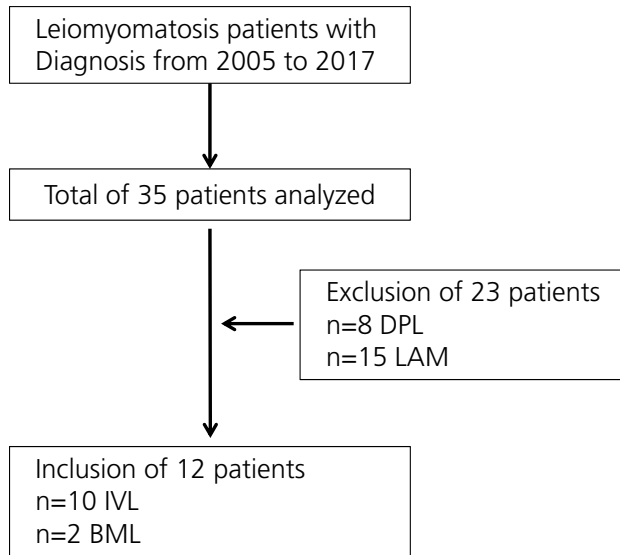 Leiomyomatosis patients with
Diagnosis from 2005 to 2017
Total of 35 patients analyzed
Exclusion of 23 patients
n=8 DPL
n=15 LAM
Inclusion of 12 patients
n=10 IVL
n=2 BML